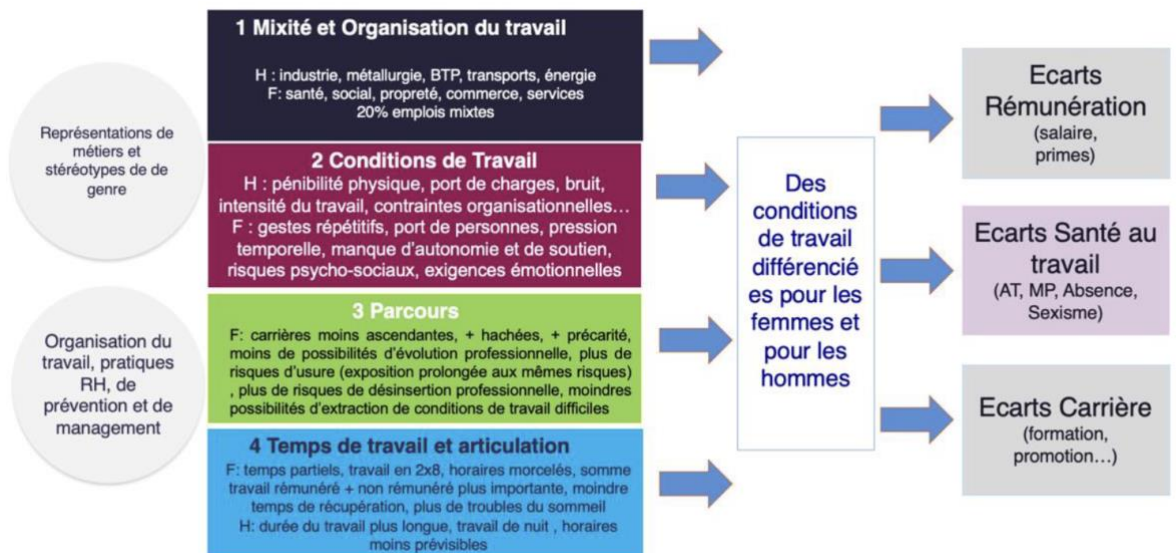 Représentations de
métiers et
stéréotypes de de
genre
Organisation du
travail, pratiques
RH, de
prévention et de
management
1 Mixité et Organisation du travail
H : industrie, métallurgie, BTP, transports, énergie
F: santé, social, propreté, commerce, services
20% emplois mixtes
2 Conditions de Travail
H : pénibilité physique, port de charges, bruit,
intensité du travail, contraintes organisationnelles…
F : gestes répétitifs, port de personnes, pression
temporelle, manque d'autonomie et de soutien,
risques psycho-sociaux, exigences émotionnelles
3 Parcours
F: carrières moins ascendantes, + hachées, + précarité,
moins de possibilités d'évolution professionnelle, plus de
risques d'usure (exposition prolongée aux mêmes risques)
, plus de risques de désinsertion professionnelle, moindres
possibilités d'extraction de conditions de travail difficiles
4 Temps de travail et articulation
F: temps partiels, travail en 2x8, horaires morcelés, somme
travail rémunéré + non rémunéré plus importante, moindre
temps de récupération, plus de troubles du sommeil
H: durée du travail plus longue, travail de nuit , horaires
moins prévisibles
Des
conditions
de travail
différencié
es pour les
femmes et
pour les
hommes
Ecarts
Rémunération
(salaire,
primes)
Ecarts Santé au
travail
(AT, MP, Absence,
Sexisme)
Ecarts Carrière
(formation,
promotion…)